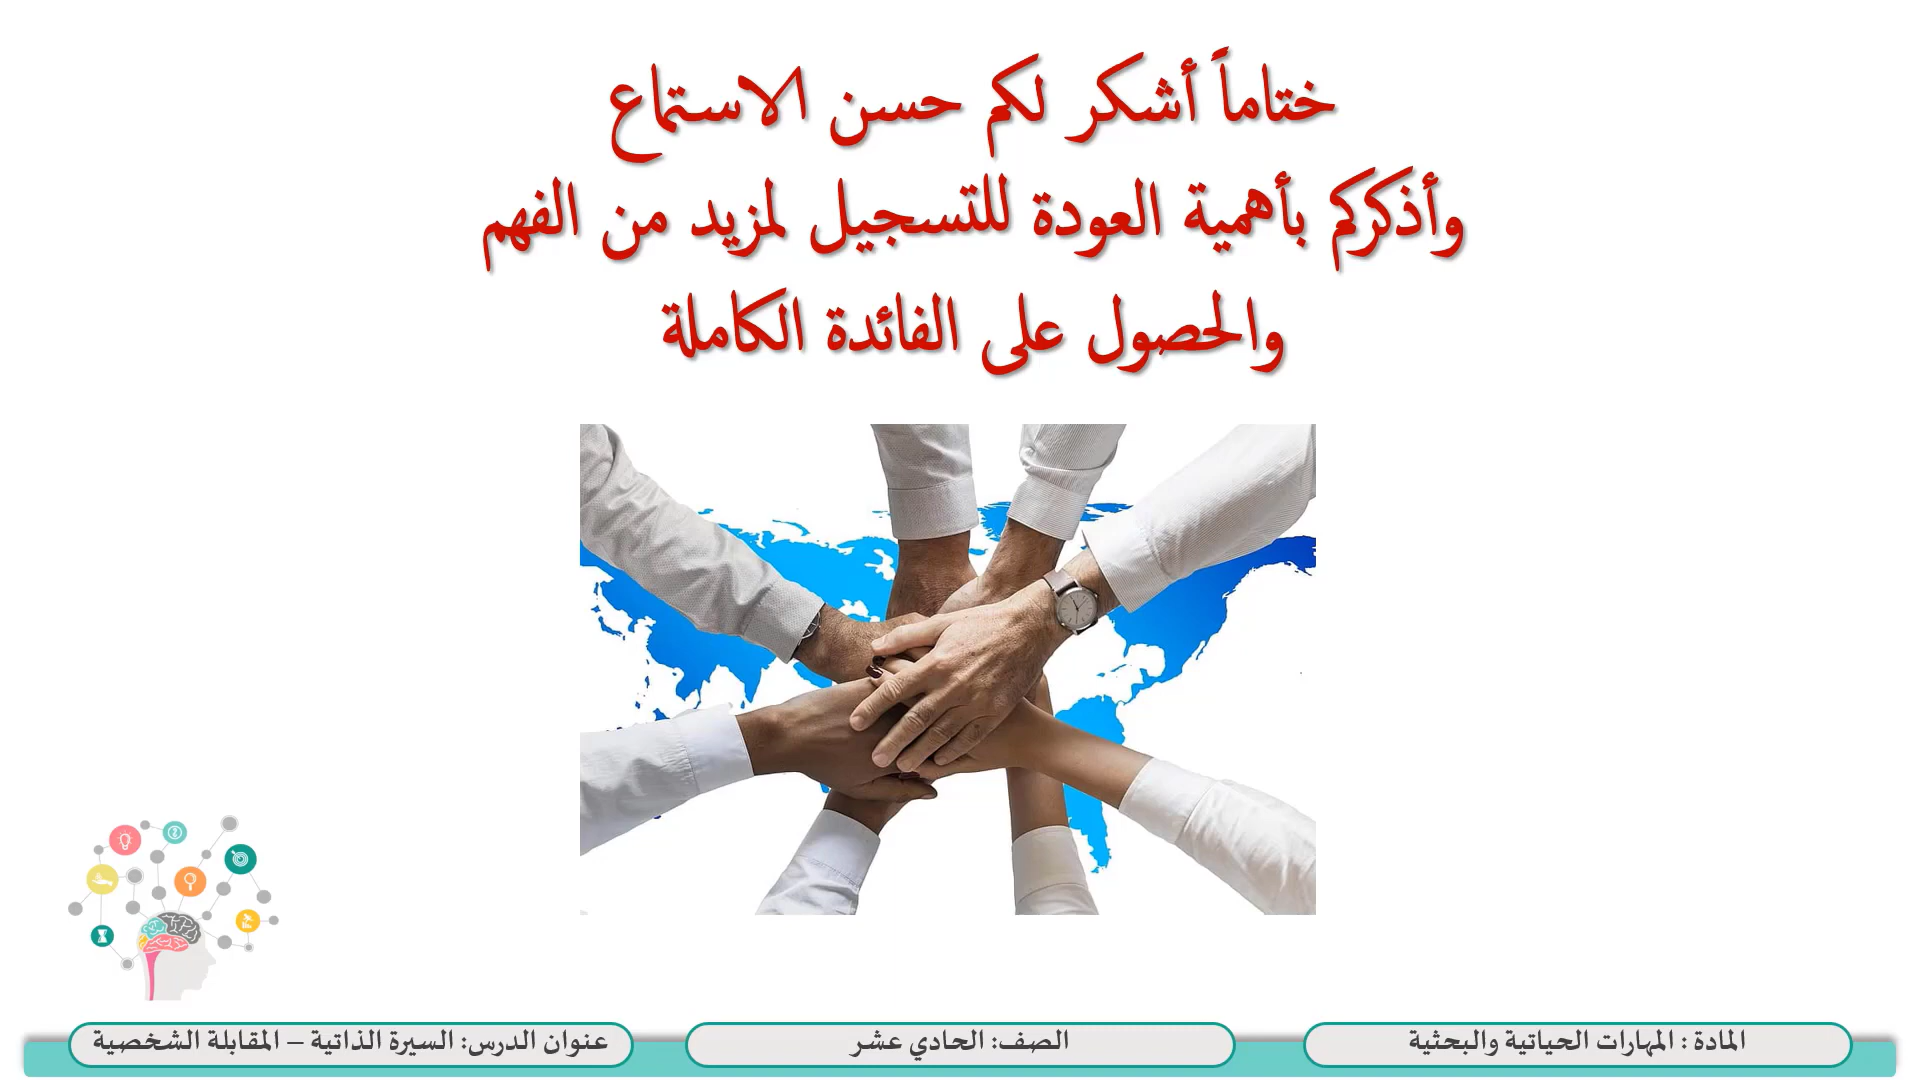 ختاماً أشكر لكم حسن الاستماع
وأذكركم بأهمية العودة للتسجيل لمزيد من الفهم
والحصول على الفائدة الكاملة
المادة : المهارات الحياتية والبحثية
الصف: الحادي عشر
عنوان الدرس: السيرة الذاتية – المقابلة الشخصية